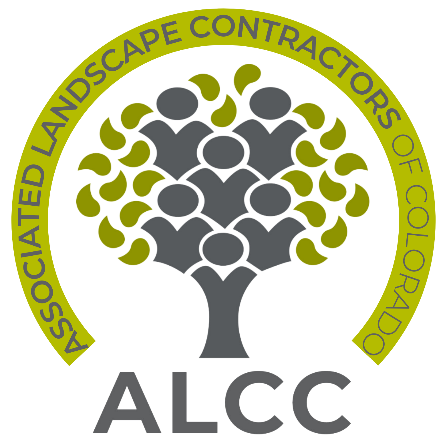 ASSOCIATED LANDSCAPE CONTRACTORS OF COLORADO
ALCC